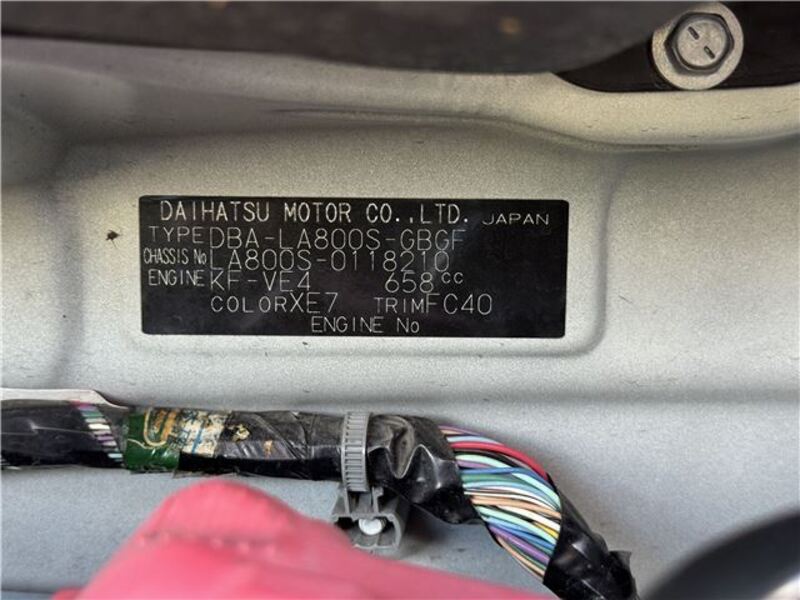 DAIHATSU MOTOR CO.,LTD. JAPAN
TYPE DBA-LA800S-GBGF
CHASSIS No LA800S-0118210
ENGINE KF-VE4 658cc
COLOR XE7 TRIM FC40
ENGINE No